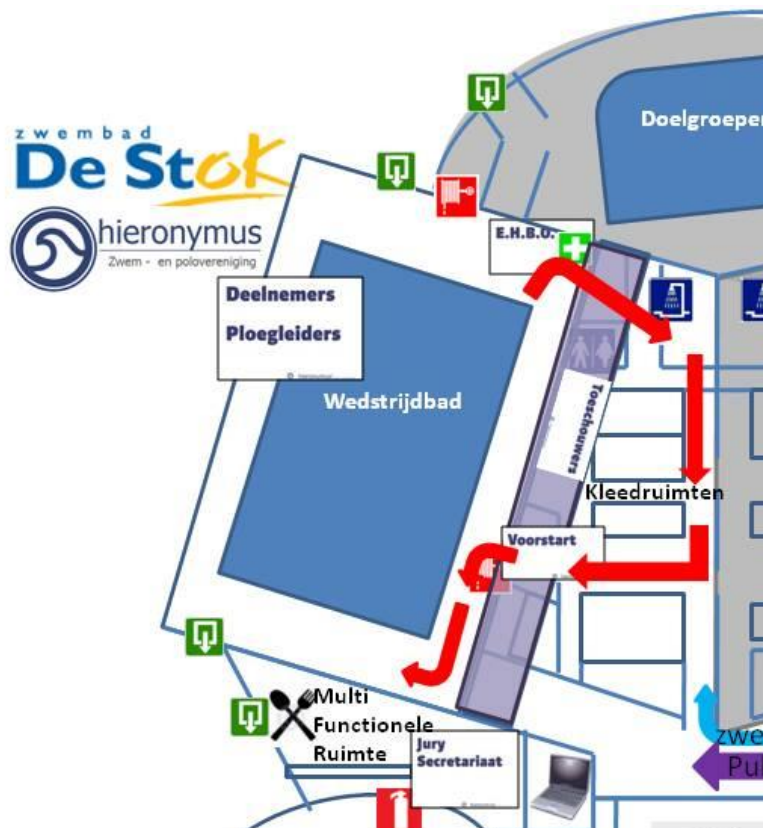 zwembad
De Stok
hieronymus
Zwem - en polovereniging
Doelgroepen
E.H.B.O.
Deelnemers
Ploegleiders
Wedstrijdbad
Toeschouwers
Kleedruimten
Voorstart
Multi
Functionele
Ruimte
Jury
Secretariaat
zwe
Pu